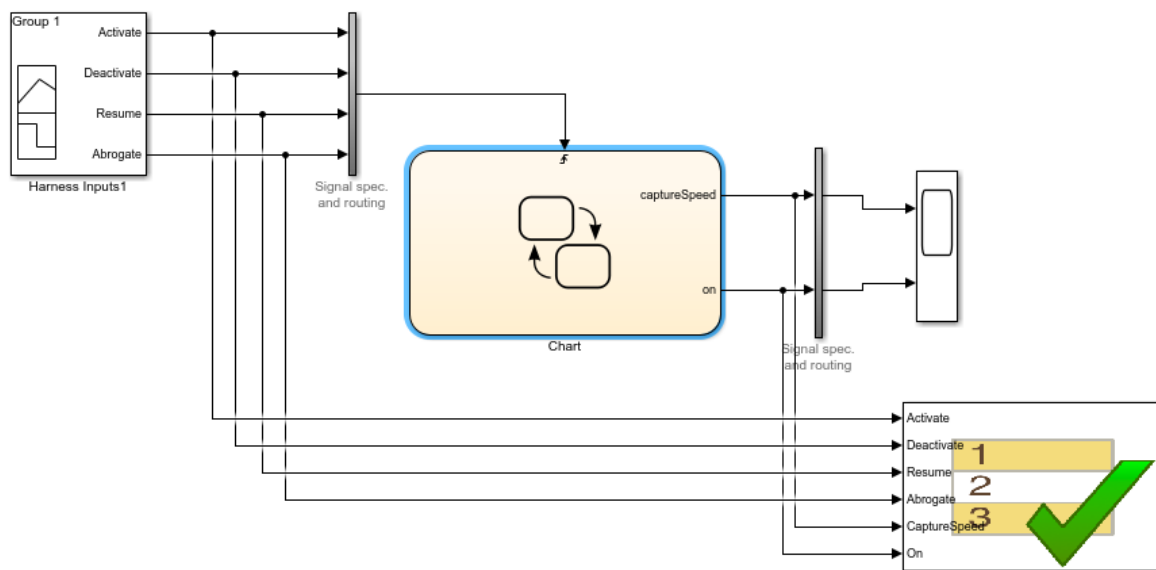 Group 1
Activate
Deactivate
Resume
Abrogate
Harness Inputs1
Signal spec.
and routing
captureSpeed
on
Chart
Signal spec.
and routing
Activate
Deactivate
Resume
Abrogate
CaptureSpeed
On
1
2
3